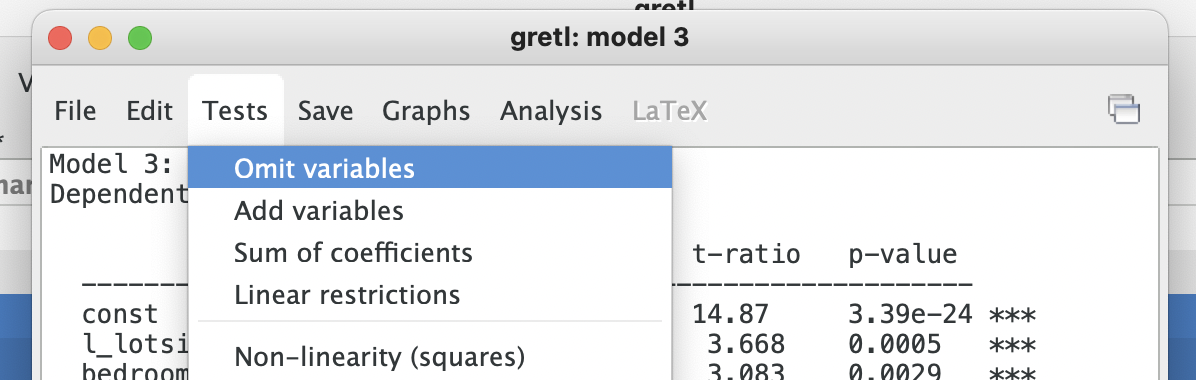 gretl
gretl: model 3
File Edit Tests Save Graphs Analysis LaTeX
Model 3:
Dependent
Omit variables
Add variables
Sum of coefficients
Linear restrictions
Non-linearity (squares)
t-ratio p-value
const 14.87 3.39e-24 ***
l_lotsi 3.668 0.0005 ***
bedroom 3.083 0.0029 ***